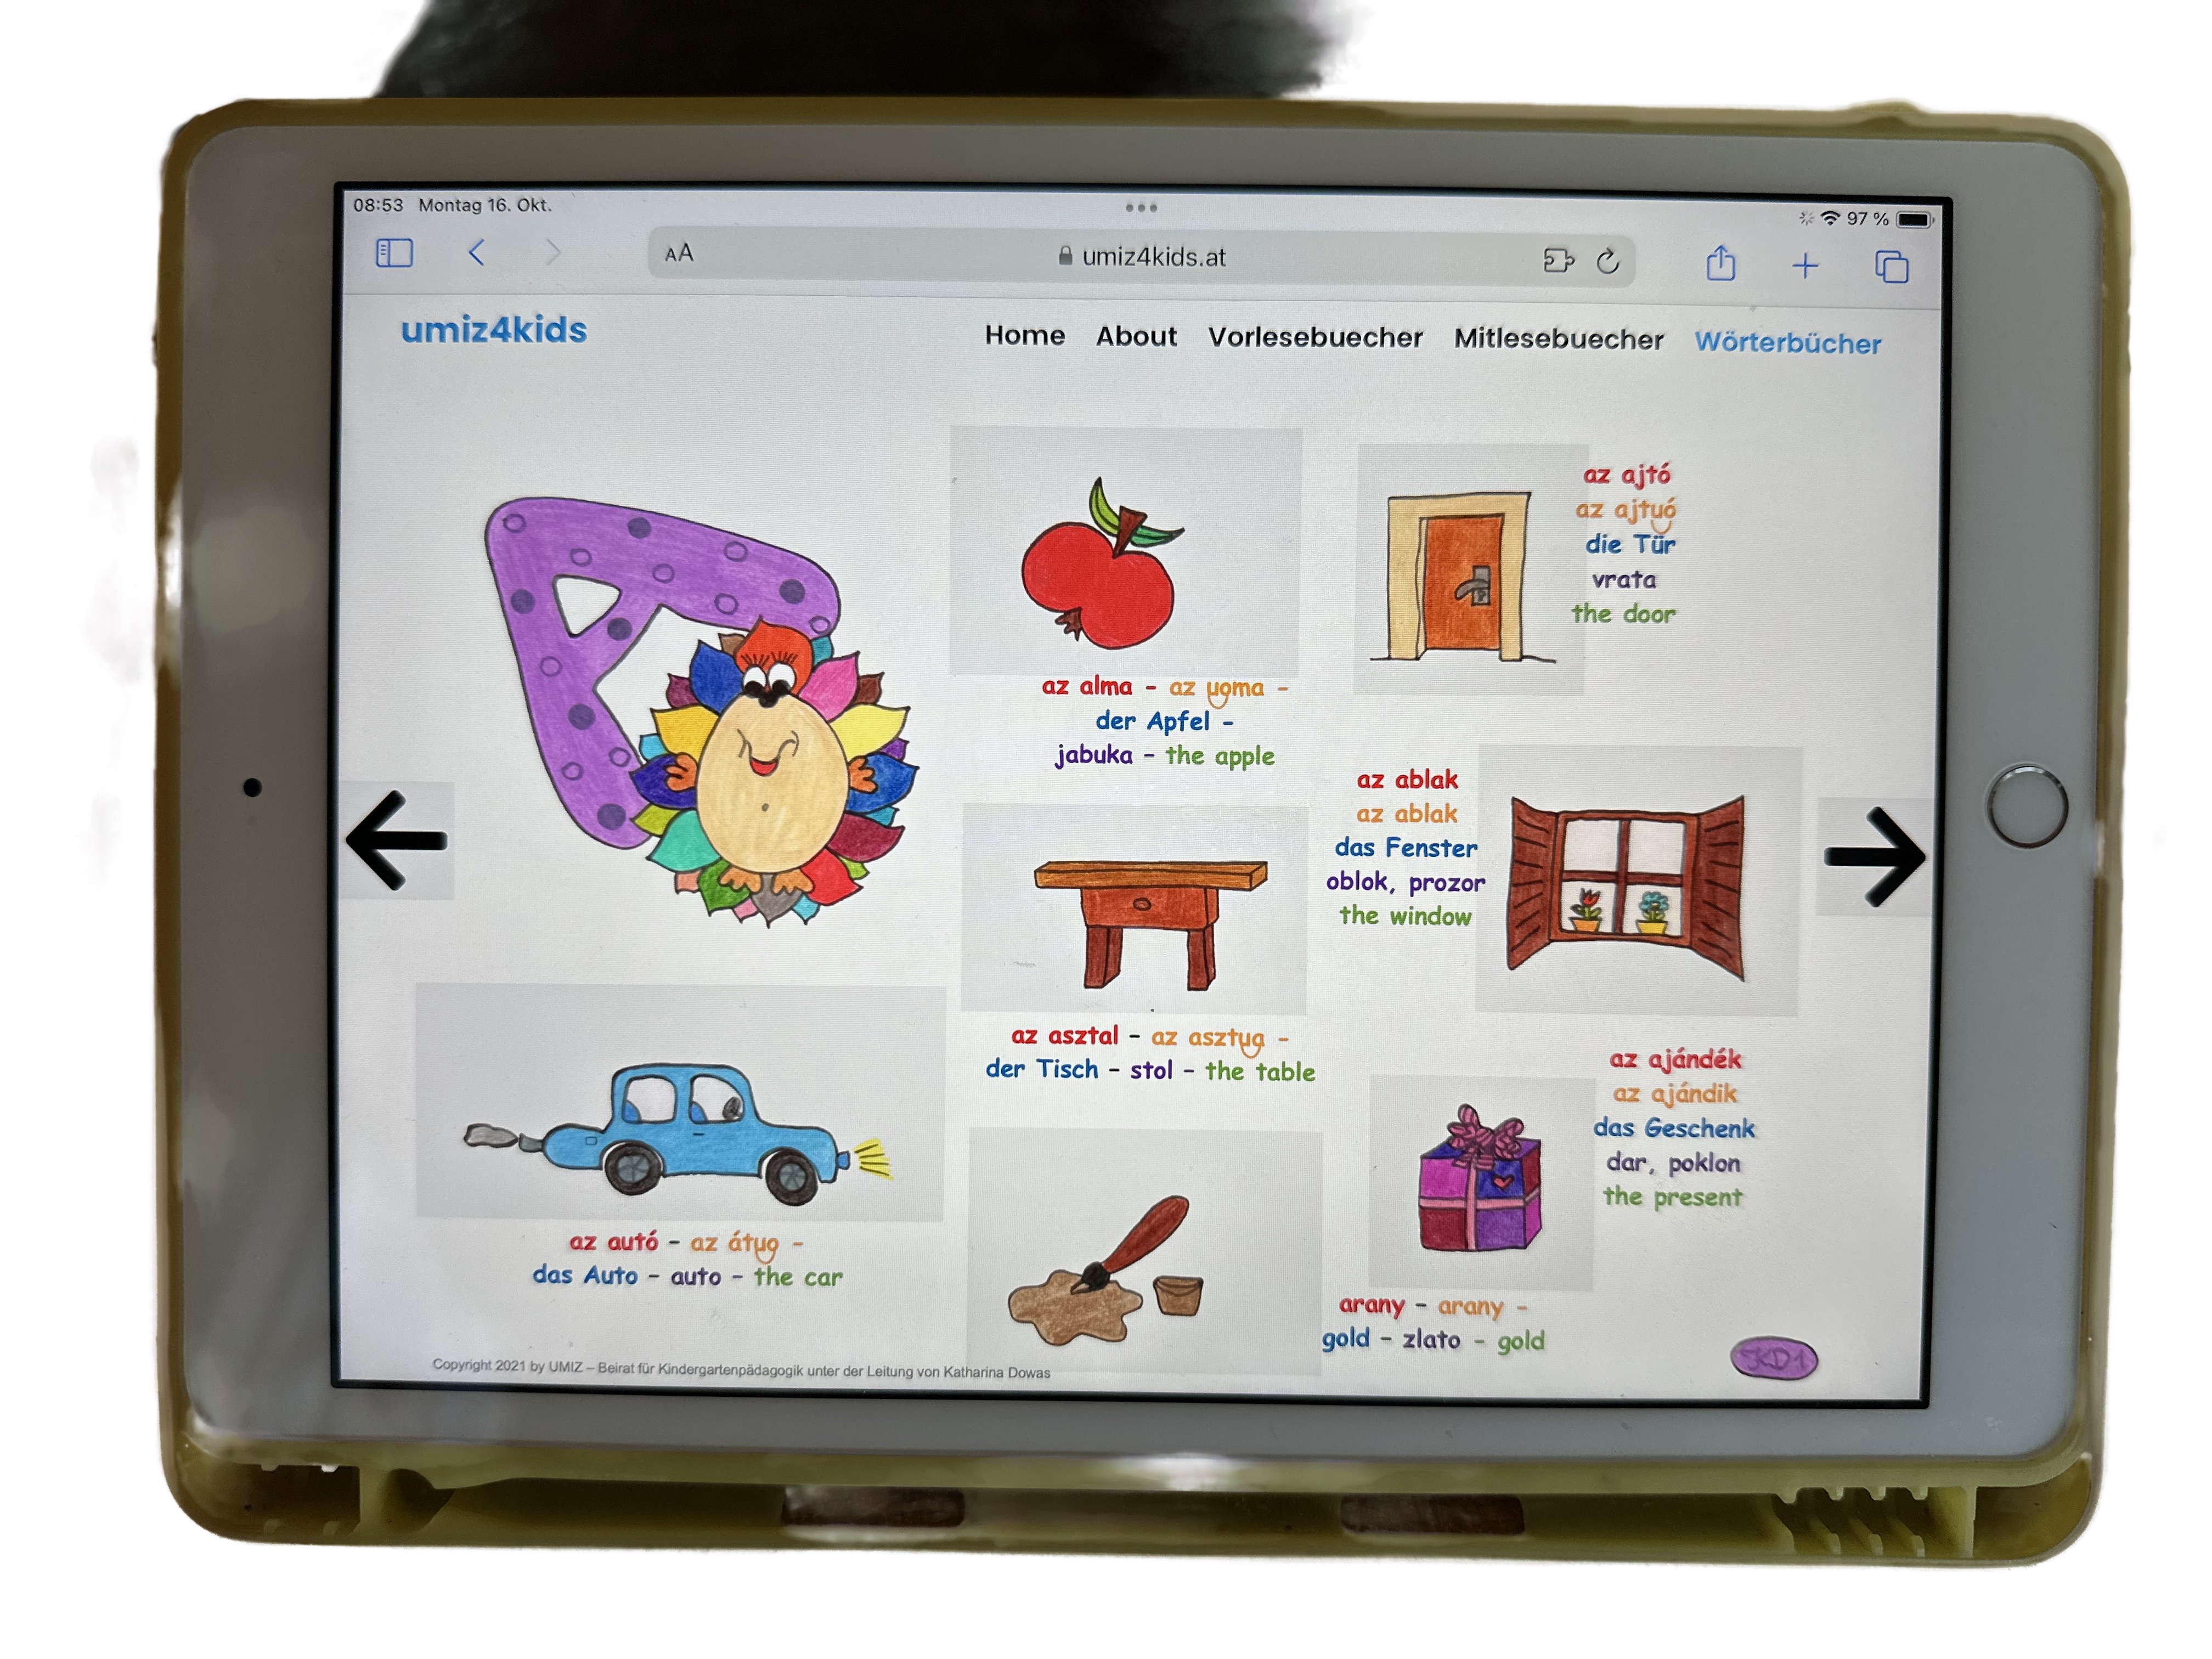 08:53 Montag 16. Okt.
97 %
AA
umiz4kids.at
umiz4kids
Home About Vorlesebuecher Mitlesebuecher Wörterbücher
az alma - az uoma -
der Apfel -
jabuka - the apple
az ajtó
az ajtuó
die Tür
vrata
the door
az ablak
az ablak
das Fenster
oblok, prozor
the window
az asztal - az asztuo -
der Tisch - stol - the table
az ajándék
az ajándik
das Geschenk
dar, poklon
the present
az autó - az átuo -
das Auto - auto - the car
arany - arany -
gold - zlato - gold
Copyright 2021 by UMIZ – Beirat für Kindergartenpädagogik unter der Leitung von Katharina Dowas